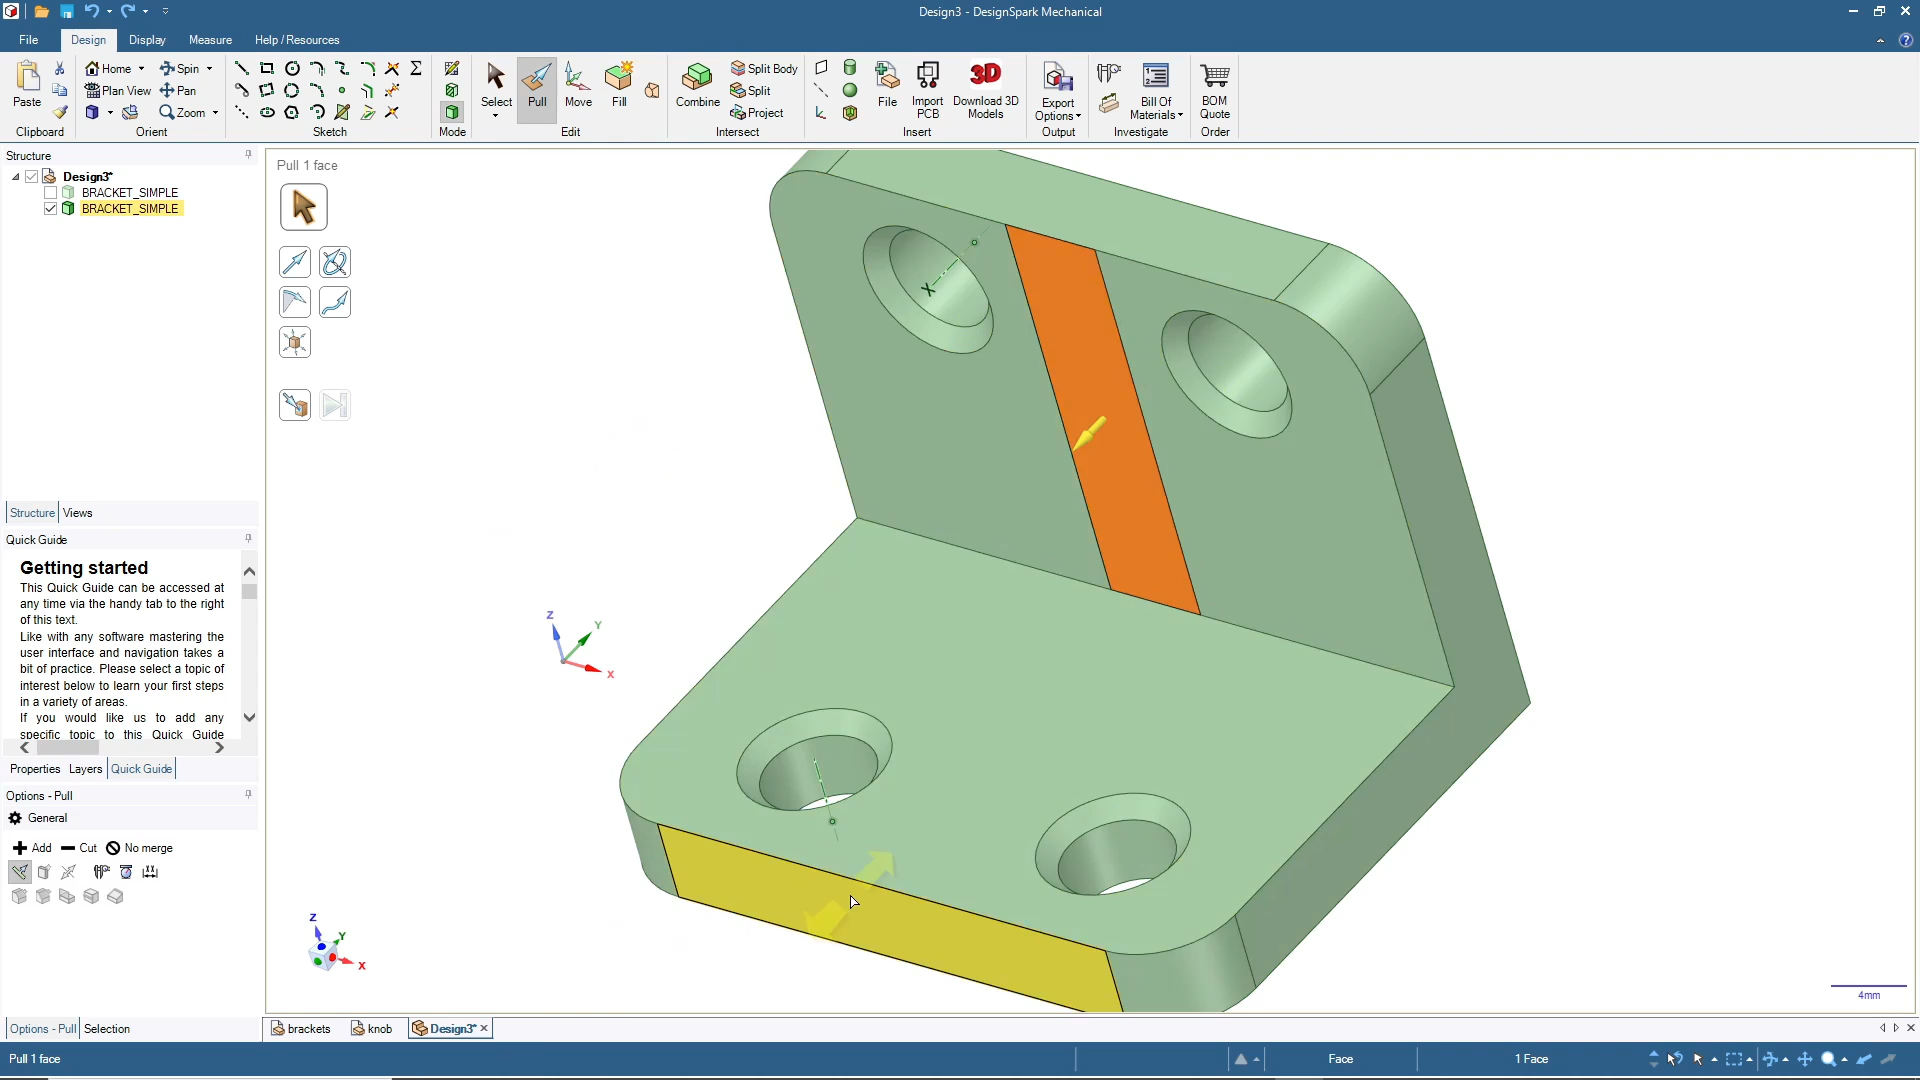 Design3 - DesignSpark Mechanical
File
Design
Display
Measure
Help / Resources
Paste
Clipboard
Home
Plan View
Spin
Pan
Zoom
Orient
Sketch
Mode
Select
Pull
Move
Fill
Edit
Combine
Split Body
Split
Project
Intersect
File
Import PCB
Download 3D Models
Insert
Export Options
Output
Bill Of Materials
Investigate
BOM Quote
Order
Structure
Design3*
BRACKET_SIMPLE
BRACKET_SIMPLE
Structure
Views
Quick Guide
Getting started
This Quick Guide can be accessed at
any time via the handy tab to the right
of this text.
Like with any software mastering the
user interface and navigation takes a
bit of practice. Please select a topic of
interest below to learn your first steps
in a variety of areas.
If you would like us to add any
specific topic to this Quick Guide
Properties
Layers
Quick Guide
Options - Pull
General
Add
Cut
No merge
Options - Pull
Selection
Pull 1 face
Z
Y
X
X
Z
Y
X
4mm
brackets
knob
Design3*
Pull 1 face
Face
1 Face